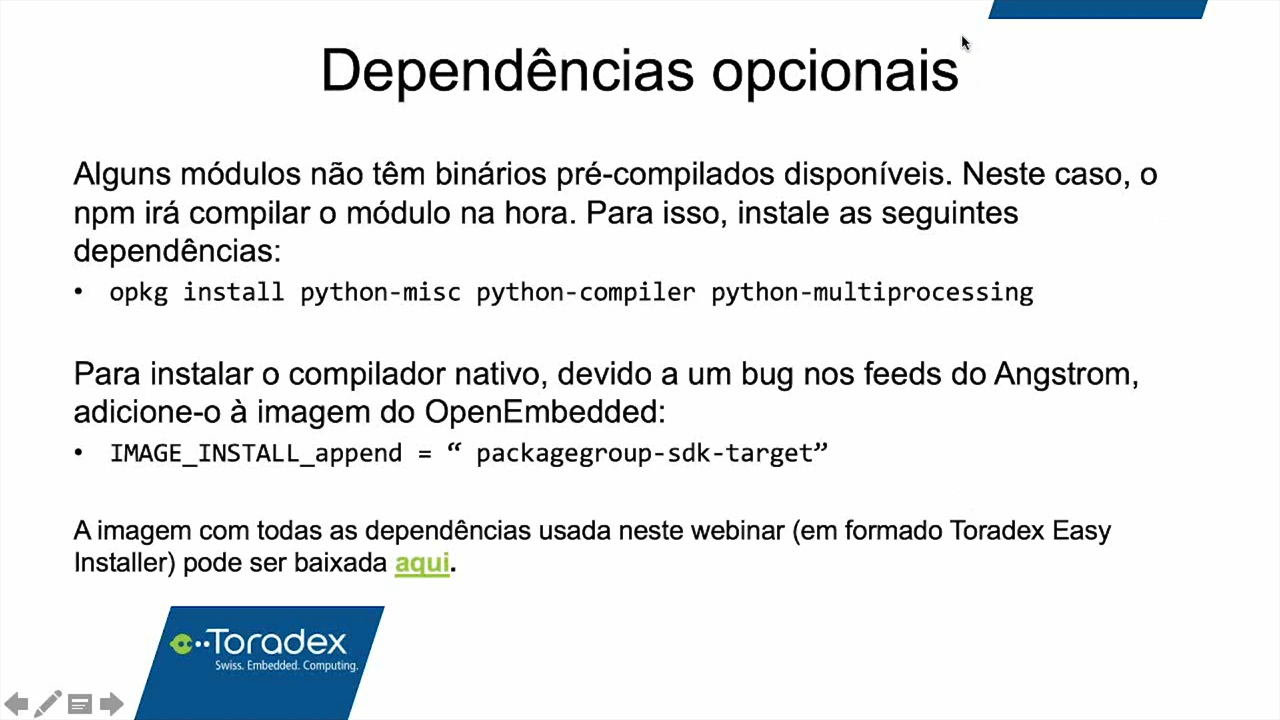 Dependências opcionais
Alguns módulos não têm binários pré-compilados disponíveis. Neste caso, o
npm irá compilar o módulo na hora. Para isso, instale as seguintes
dependências:
• opkg install python-misc python-compiler python-multiprocessing
Para instalar o compilador nativo, devido a um bug nos feeds do Angstrom,
adicione-o à imagem do OpenEmbedded:
• IMAGE_INSTALL_append = “ packagegroup-sdk-target”
A imagem com todas as dependências usada neste webinar (em formado Toradex Easy
Installer) pode ser baixada aqui.
Toradex
Swiss. Embedded. Computing.